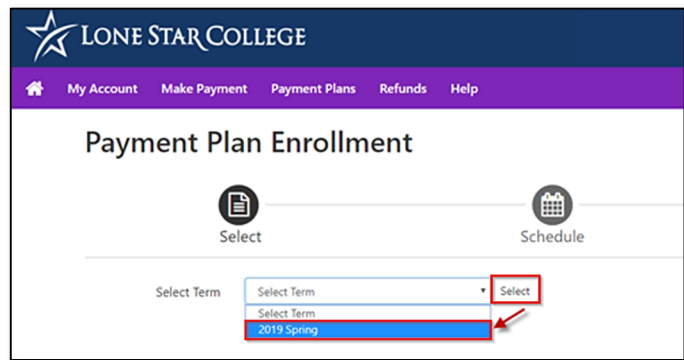 LONE STAR COLLEGE
My Account Make Payment Payment Plans Refunds Help
Payment Plan Enrollment
Select Schedule
Select Term Select Term Select
Select Term
2019 Spring